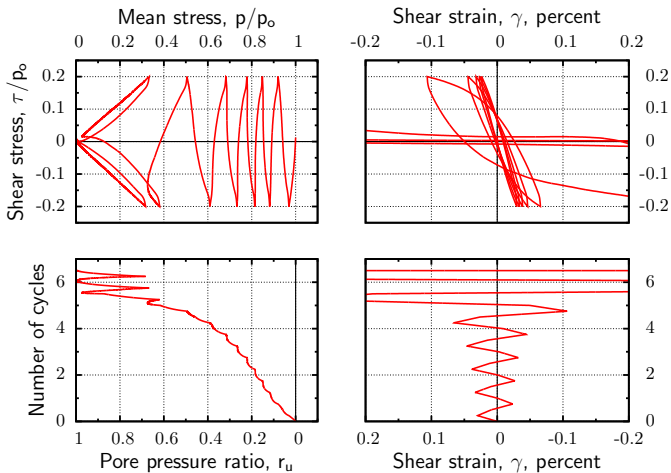 Mean stress, p/pₒ
Shear strain, γ, percent
0 0.2 0.4 0.6 0.8 1
-0.2 -0.1 0 0.1 0.2
Shear stress, τ/pₒ
0.2
0.1
0
-0.1
-0.2
0.2
0.1
0
-0.1
-0.2
Number of cycles
6
4
2
0
6
4
2
0
1 0.8 0.6 0.4 0.2 0
0.2 0.1 0 -0.1 -0.2
Pore pressure ratio, rᵤ
Shear strain, γ, percent